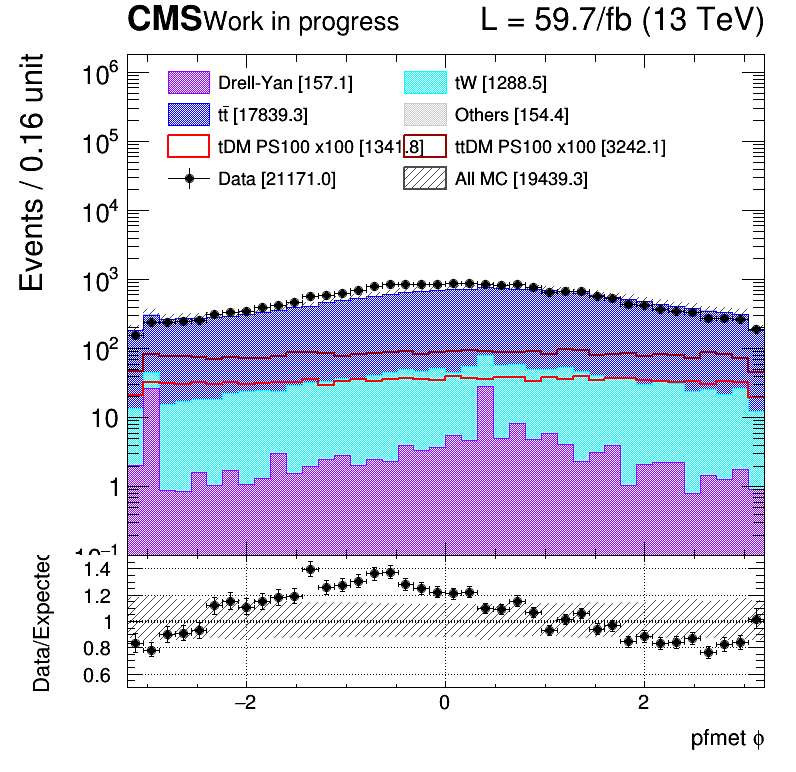 CMS Work in progress L = 59.7/fb (13 TeV)
Events / 0.16 unit
Drell-Yan [157.1] tW [1288.5]
tt̄ [17839.3] Others [154.4]
tDM PS100 x100 [1341.8] ttDM PS100 x100 [3242.1]
Data [21171.0] All MC [19439.3]
10⁶
10⁵
10⁴
10³
10²
10
1
10⁻¹
Data/Expected
1.4
1.2
1
0.8
0.6
−2 0 2
pfmet ϕ